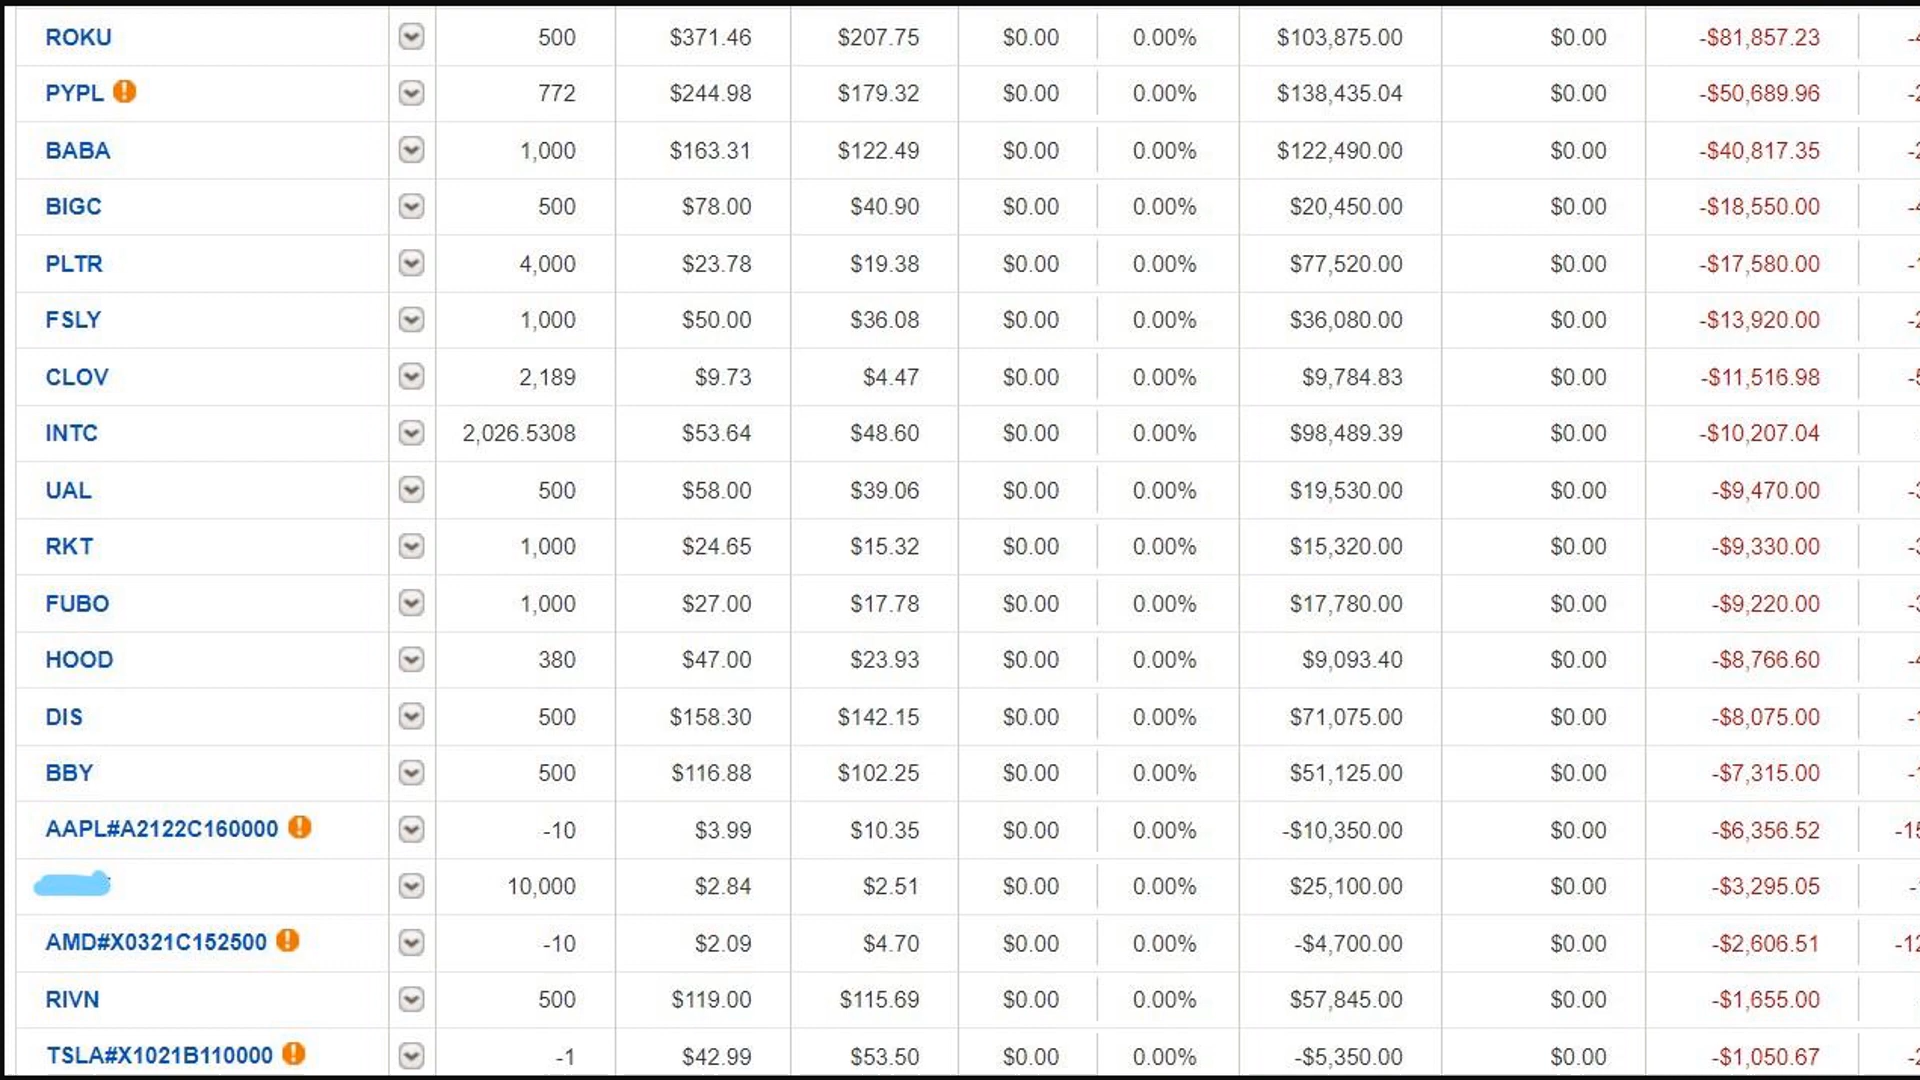 ROKU 500 $371.46 $207.75 $0.00 0.00% $103,875.00 $0.00 -$81,857.23
PYPL 772 $244.98 $179.32 $0.00 0.00% $138,435.04 $0.00 -$50,689.96
BABA 1,000 $163.31 $122.49 $0.00 0.00% $122,490.00 $0.00 -$40,817.35
BIGC 500 $78.00 $40.90 $0.00 0.00% $20,450.00 $0.00 -$18,550.00
PLTR 4,000 $23.78 $19.38 $0.00 0.00% $77,520.00 $0.00 -$17,580.00
FSLY 1,000 $50.00 $36.08 $0.00 0.00% $36,080.00 $0.00 -$13,920.00
CLOV 2,189 $9.73 $4.47 $0.00 0.00% $9,784.83 $0.00 -$11,516.98
INTC 2,026.5308 $53.64 $48.60 $0.00 0.00% $98,489.39 $0.00 -$10,207.04
UAL 500 $58.00 $39.06 $0.00 0.00% $19,530.00 $0.00 -$9,470.00
RKT 1,000 $24.65 $15.32 $0.00 0.00% $15,320.00 $0.00 -$9,330.00
FUBO 1,000 $27.00 $17.78 $0.00 0.00% $17,780.00 $0.00 -$9,220.00
HOOD 380 $47.00 $23.93 $0.00 0.00% $9,093.40 $0.00 -$8,766.60
DIS 500 $158.30 $142.15 $0.00 0.00% $71,075.00 $0.00 -$8,075.00
BBY 500 $116.88 $102.25 $0.00 0.00% $51,125.00 $0.00 -$7,315.00
AAPL#A2122C160000 -10 $3.99 $10.35 $0.00 0.00% -$10,350.00 $0.00 -$6,356.52
10,000 $2.84 $2.51 $0.00 0.00% $25,100.00 $0.00 -$3,295.05
AMD#X0321C152500 -10 $2.09 $4.70 $0.00 0.00% -$4,700.00 $0.00 -$2,606.51
RIVN 500 $119.00 $115.69 $0.00 0.00% $57,845.00 $0.00 -$1,655.00
TSLA#X1021B110000 -1 $42.99 $53.50 $0.00 0.00% -$5,350.00 $0.00 -$1,050.67